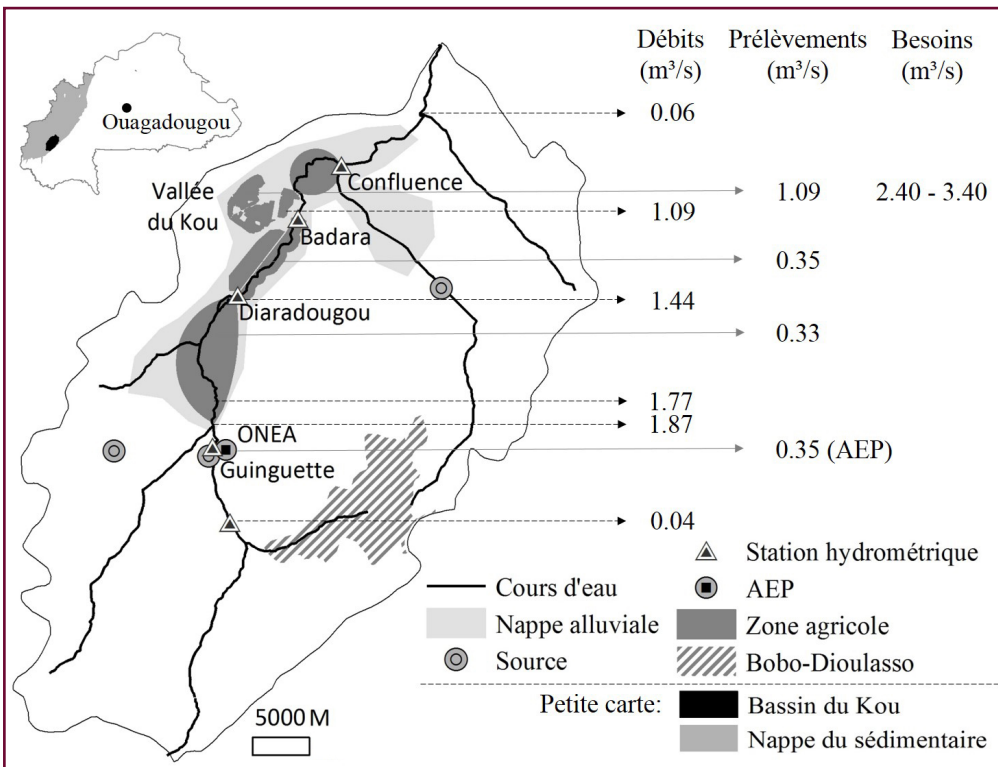 Débits Prélèvements Besoins
(m³/s) (m³/s) (m³/s)
Ouagadougou
0.06
Confluence
Vallée
du Kou
1.09 2.40 - 3.40
1.09
Badara
0.35
1.44
Diaradougou
0.33
1.77
1.87
ONEA
0.35 (AEP)
Guinguette
0.04
Station hydrométrique
Cours d'eau
AEP
Nappe alluviale
Zone agricole
Source
Bobo-Dioulasso
Petite carte:
Bassin du Kou
5000 M
Nappe du sédimentaire